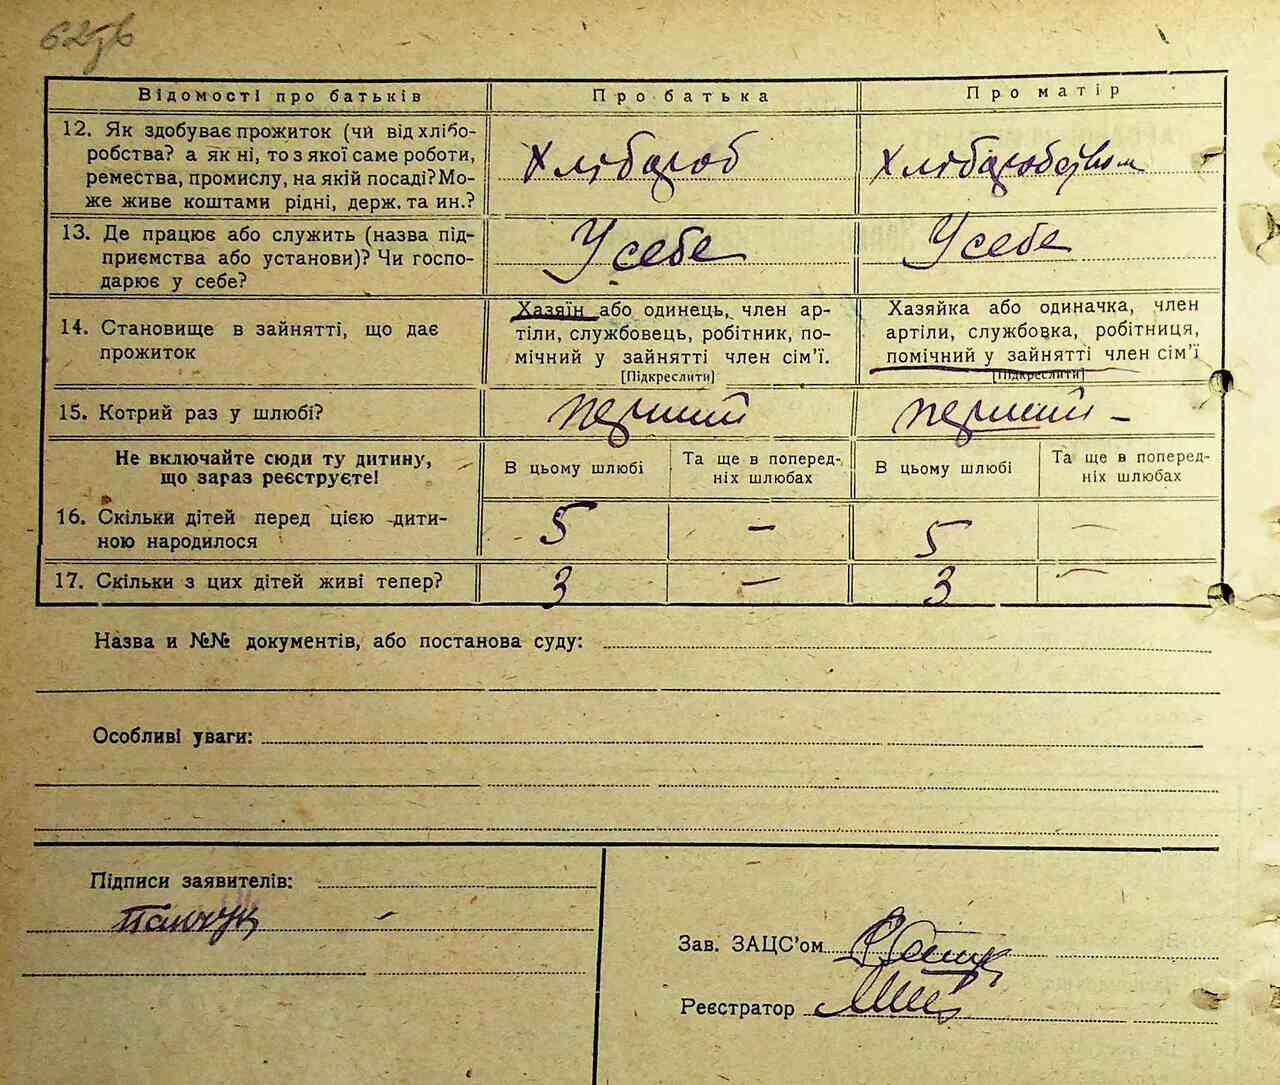 62зв
Відомості про батьків
Про батька
Про матір
12. Як здобуває прожиток (чи від хлібо-
робства? а як ні, то з якої саме роботи,
ремества, промислу, на якій посаді? Мо-
же живе коштами рідні, держ. та ин.?
Хлібороб
Хліборобством
13. Де працює або служить (назва під-
приємства або установи)? Чи госпо-
дарює у себе?
У себе
У себе
14. Становище в зайнятті, що дає
прожиток
Хазяїн або одинець, член ар-
тіли, службовець, робітник, по-
мічний у зайнятті член сім’ї.
[Підкреслити]
Хазяйка або одиначка, член
артіли, службовка, робітниця,
помічний у зайнятті член сім’ї
[Підкреслити]
15. Котрий раз у шлюбі?
перший
перший –
Не включайте сюди ту дитину,
що зараз реєструєте!
В цьому шлюбі
Та ще в поперед-
ніх шлюбах
В цьому шлюбі
Та ще в поперед-
ніх шлюбах
16. Скільки дітей перед цією дити-
ною народилося
5
–
5
–
17. Скільки з цих дітей живі тепер?
3
–
3
–
Назва и №№ документів, або постанова суду:
Особливі уваги:
Підписи заявителів:
Панчук
Зав. ЗАЦС’ом
Реєстратор